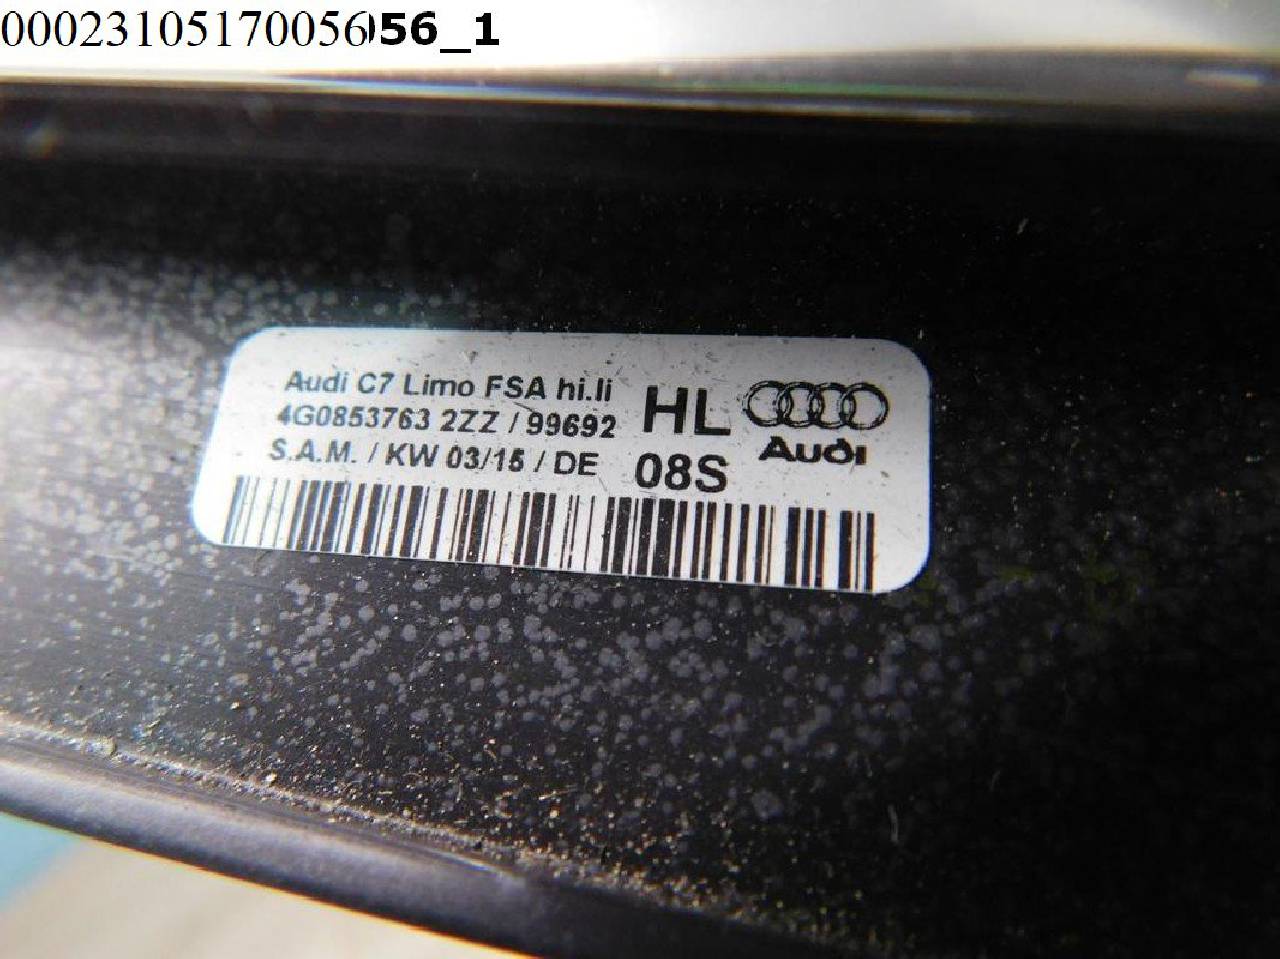 00023105170056056_1
Audi C7 Limo FSA hi.li
4G0853763 2ZZ / 99692
S.A.M. / KW 03/15 / DE
HL
08S
Audi